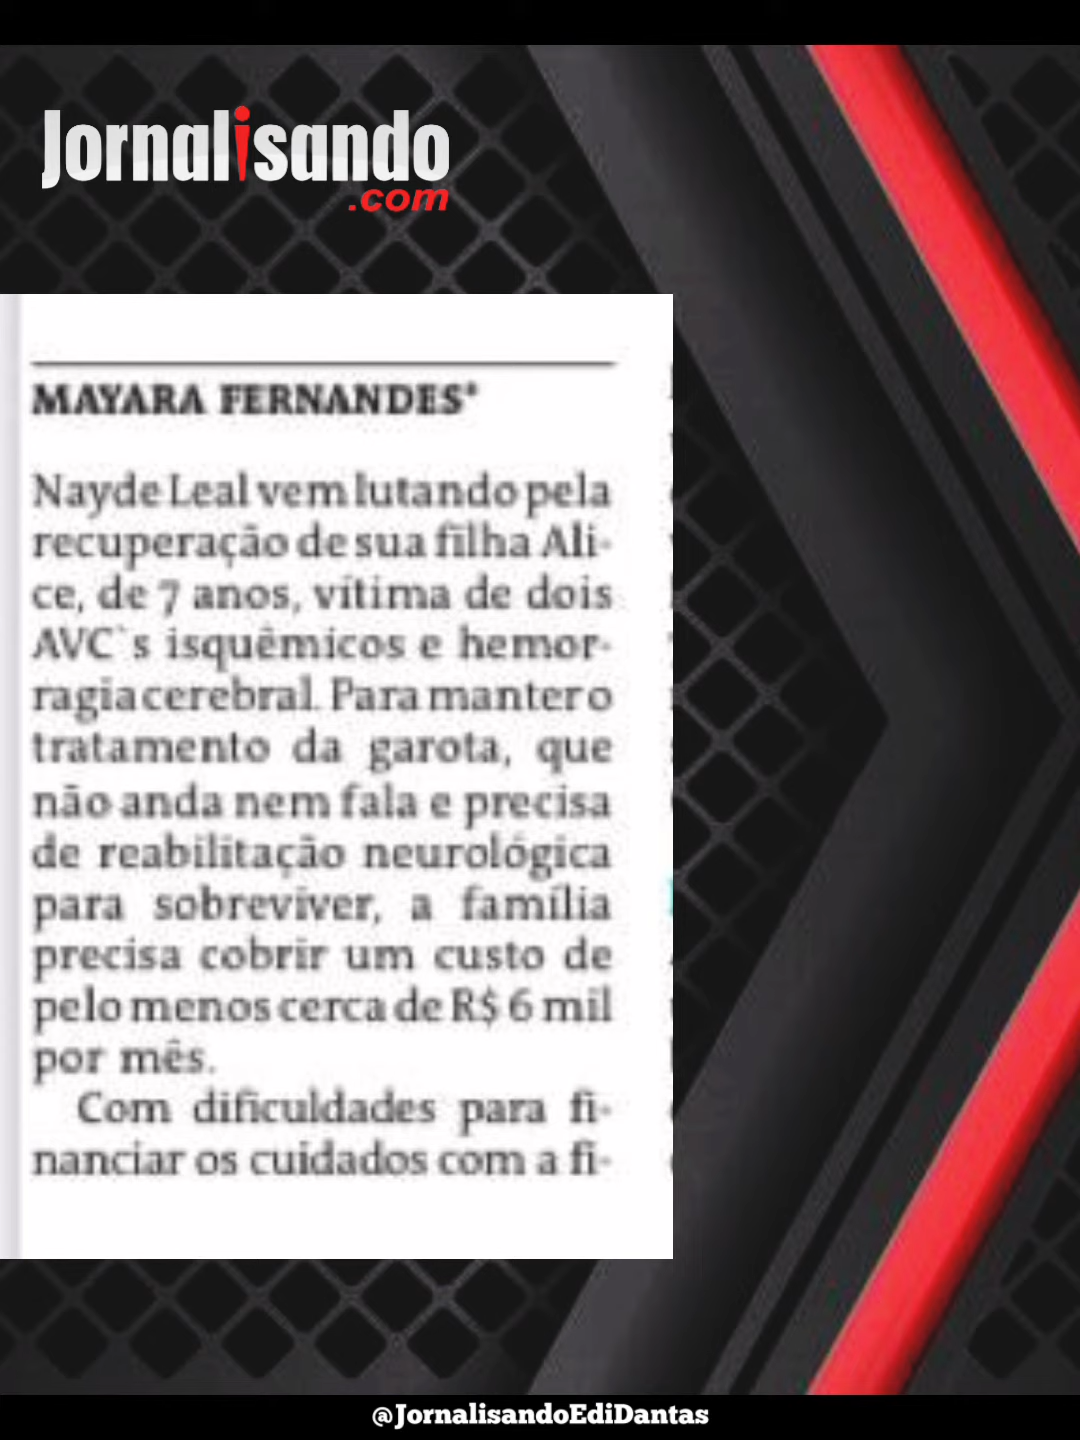 Jornalisando
.com
MAYARA FERNANDES*
Nayde Leal vem lutando pela
recuperação de sua filha Ali-
ce, de 7 anos, vítima de dois
AVC`s isquêmicos e hemor-
ragia cerebral. Para manter o
tratamento da garota, que
não anda nem fala e precisa
de reabilitação neurológica
para sobreviver, a família
precisa cobrir um custo de
pelo menos cerca de R$ 6 mil
por mês.
Com dificuldades para fi-
nanciar os cuidados com a fi-
@JornalisandoEdiDantas